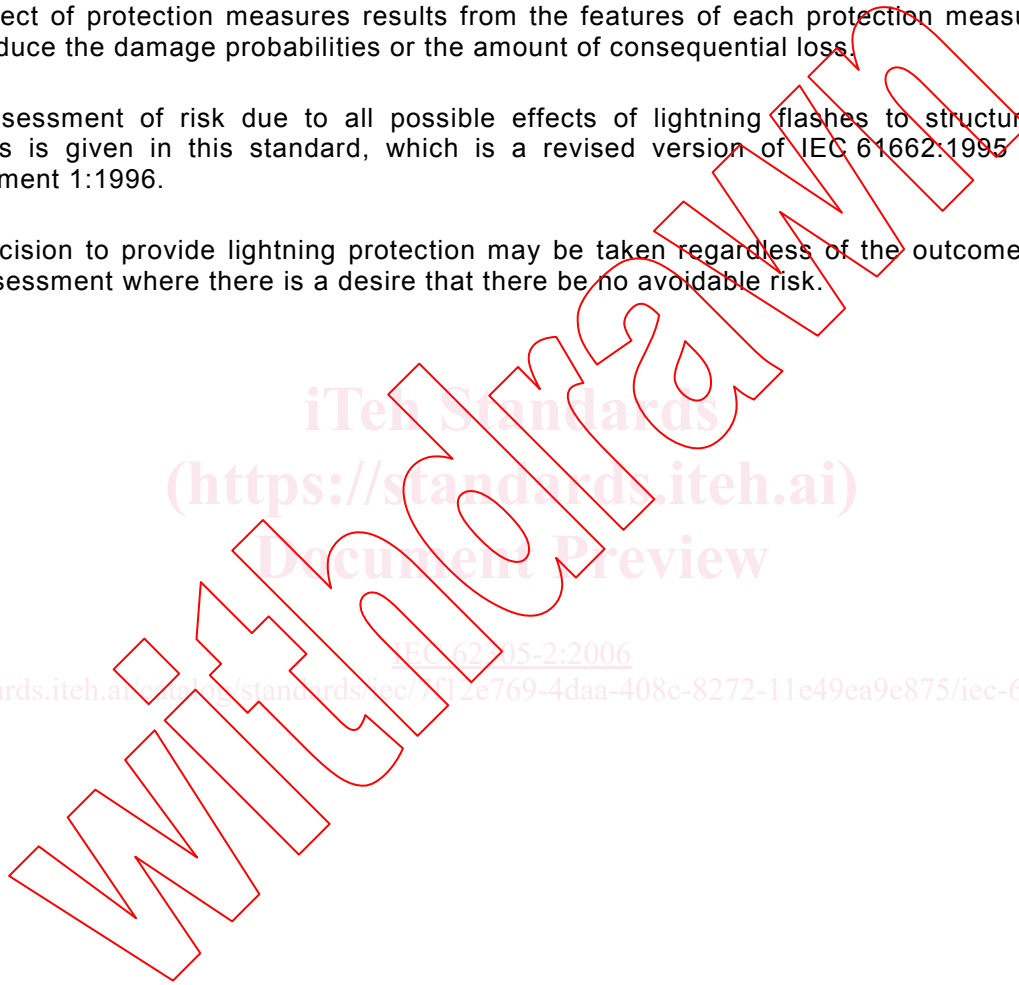 ect of protection measures results from the features of each protection measu
duce the damage probabilities or the amount of consequential loss.
sessment of risk due to all possible effects of lightning flashes to structur
s is given in this standard, which is a revised version of IEC 61662:1995
ment 1:1996.
cision to provide lightning protection may be taken regardless of the outcome
ssessment where there is a desire that there be no avoidable risk.
iTeh Standards
(https://standards.iteh.ai)
Document Preview
IEC 62305-2:2006
ards.iteh.ai/catalog/standards/iec/7f12e769-4daa-408c-8272-11e49ea9e875/iec-6
withdrawn